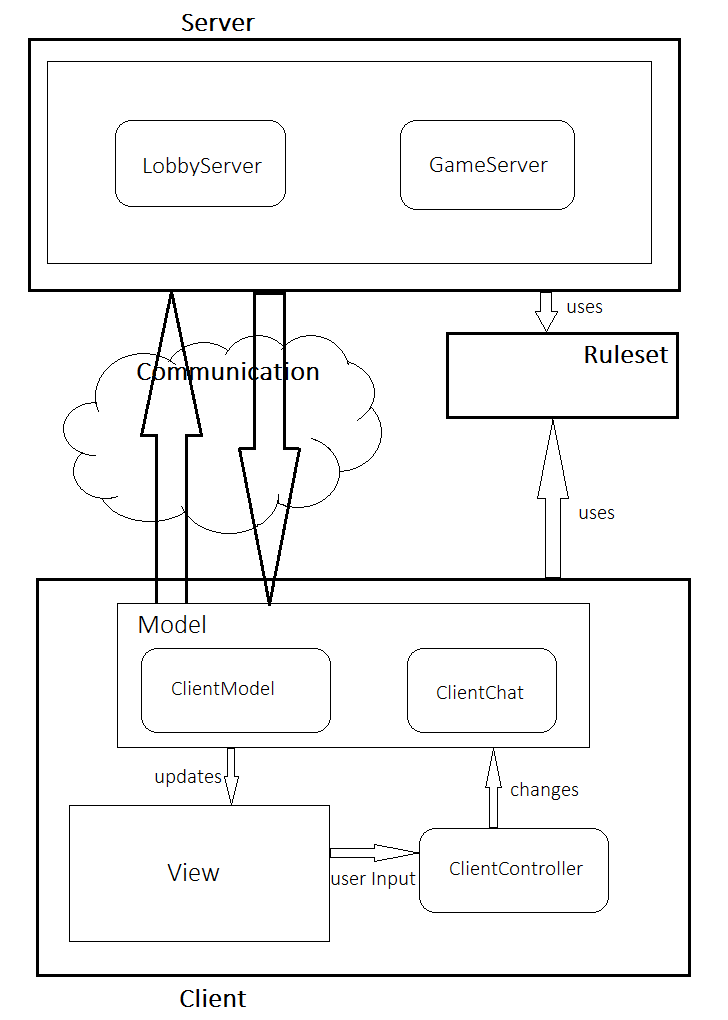 Server
LobbyServer
GameServer
uses
Ruleset
Communication
uses
Model
ClientModel
ClientChat
updates
changes
View
user Input
ClientController
Client